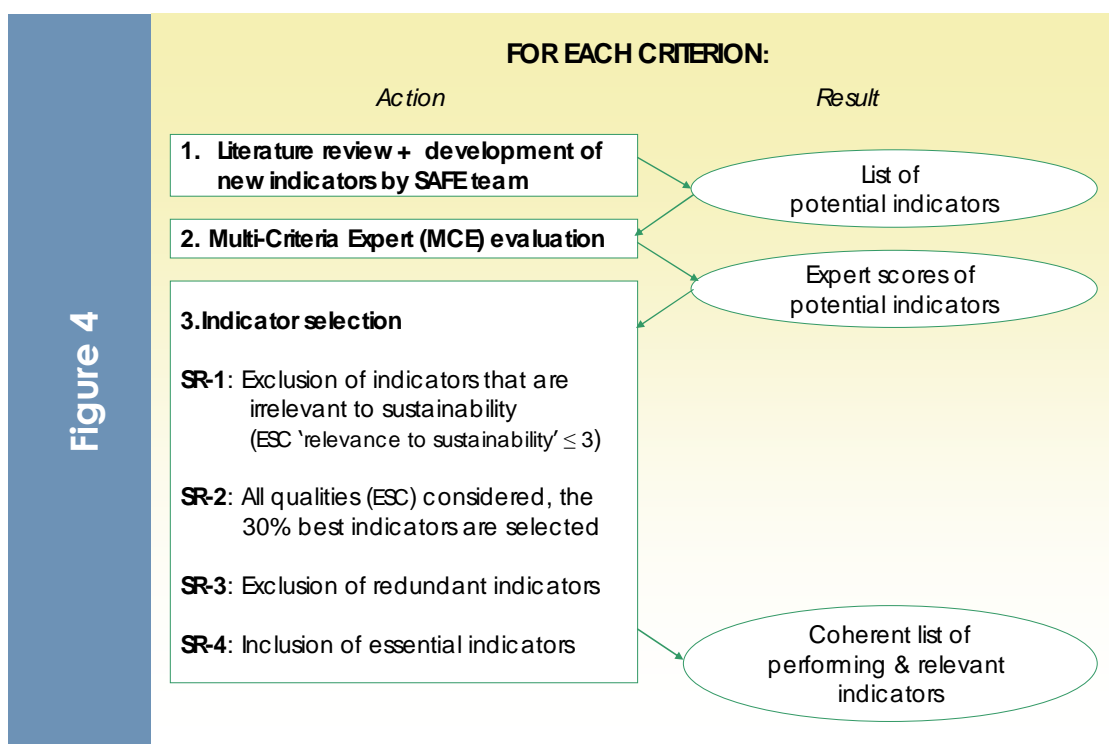 Figure 4
FOR EACH CRITERION:
Action
Result
1. Literature review + development of
new indicators by SAFE team
List of
potential indicators
2. Multi-Criteria Expert (MCE) evaluation
Expert scores of
potential indicators
3.Indicator selection
SR-1: Exclusion of indicators that are
irrelevant to sustainability
(ESC ‘relevance to sustainability’ ≤ 3)
SR-2: All qualities (ESC) considered, the
30% best indicators are selected
SR-3: Exclusion of redundant indicators
SR-4: Inclusion of essential indicators
Coherent list of
performing & relevant
indicators